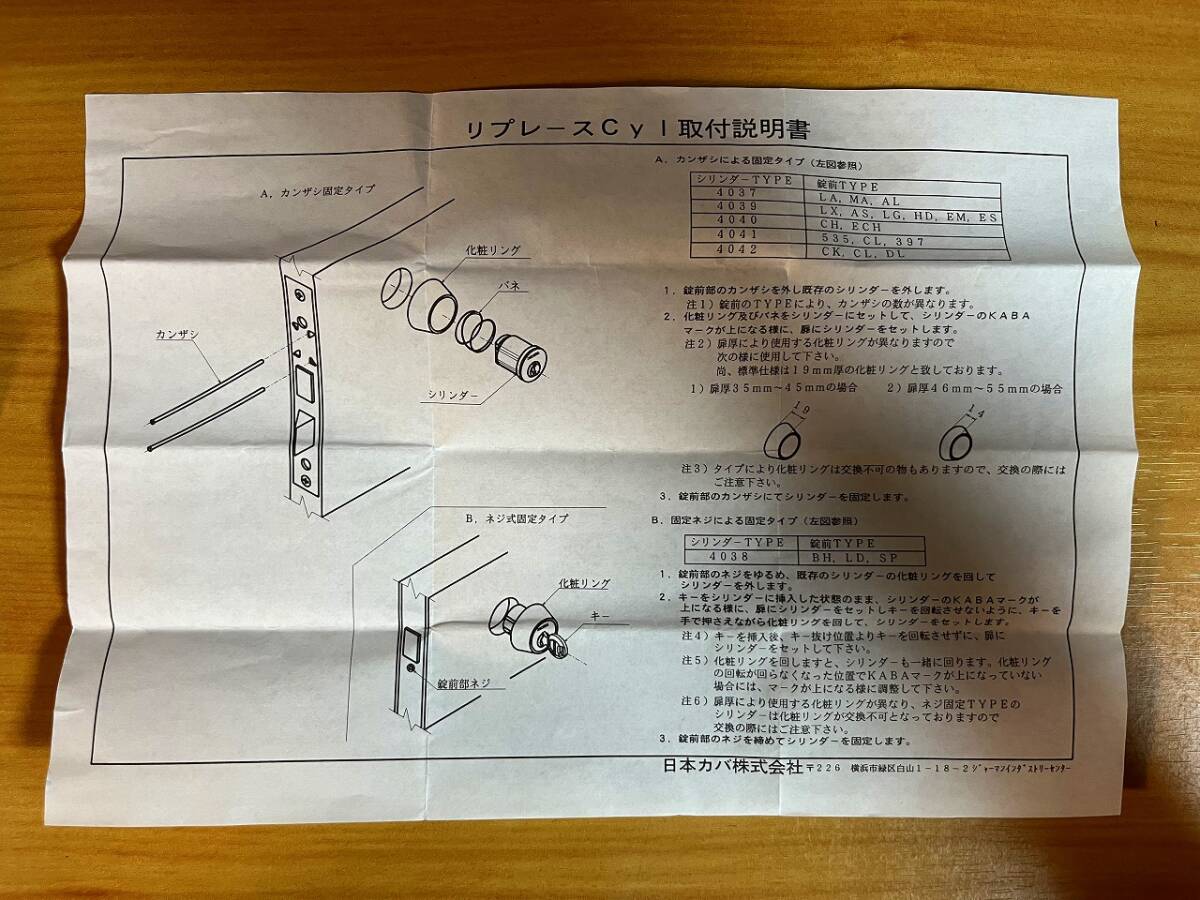 リプレースCyl取付説明書
A．カンザシ固定タイプ
化粧リング
バネ
カンザシ
シリンダー
B．ネジ式固定タイプ
化粧リング
キー
錠前部ネジ
A．カンザシによる固定タイプ（左図参照）
シリンダーTYPE 錠前TYPE
4037 LA，MA，AL
4039 LX，AS，LG，HD，EM，ES
4040 CH，ECH
4041 535，CL，397
4042 CK，CL，DL
1．錠前部のカンザシを外し既存のシリンダーを外します。
注1）錠前のTYPEにより、カンザシの数が異なります。
2．化粧リング及びバネをシリンダーにセットして、シリンダーのKABA
マークが上になる様に、扉にシリンダーをセットします。
注2）扉厚により使用する化粧リングが異なりますので
次の様に使用して下さい。
尚、標準仕様は19mm厚の化粧リングと致しております。
1）扉厚35mm～45mmの場合 2）扉厚46mm～55mmの場合
19 14
注3）タイプにより化粧リングは交換不可の物もありますので、交換の際には
ご注意下さい。
3．錠前部のカンザシにてシリンダーを固定します。
B．固定ネジによる固定タイプ（左図参照）
シリンダーTYPE 錠前TYPE
4038 BH，LD，SP
1．錠前部のネジをゆるめ、既存のシリンダーの化粧リングを回して
シリンダーを外します。
2．キーをシリンダーに挿入した状態のまま、シリンダーのKABAマークが
上になる様に、扉にシリンダーをセットしキーを回転させないように、キーを
手で押さえながら化粧リングを回して、シリンダーをセットします。
注4）キーを挿入後、キー抜け位置よりキーを回転させずに、扉に
シリンダーをセットして下さい。
注5）化粧リングを回しますと、シリンダーも一緒に回ります。化粧リング
の回転が回らなくなった位置でKABAマークが上になっていない
場合には、マークが上になる様に調整して下さい。
注6）扉厚により使用する化粧リングが異なり、ネジ固定TYPEの
シリンダーは化粧リングが交換不可となっておりますので
交換の際にはご注意下さい。
3．錠前部のネジを締めてシリンダーを固定します。
日本カバ株式会社 〒226 横浜市緑区白山1-18-2ｼﾞｬｰﾏﾝｲﾝﾀﾞｽﾄﾘｰｾﾝﾀｰ